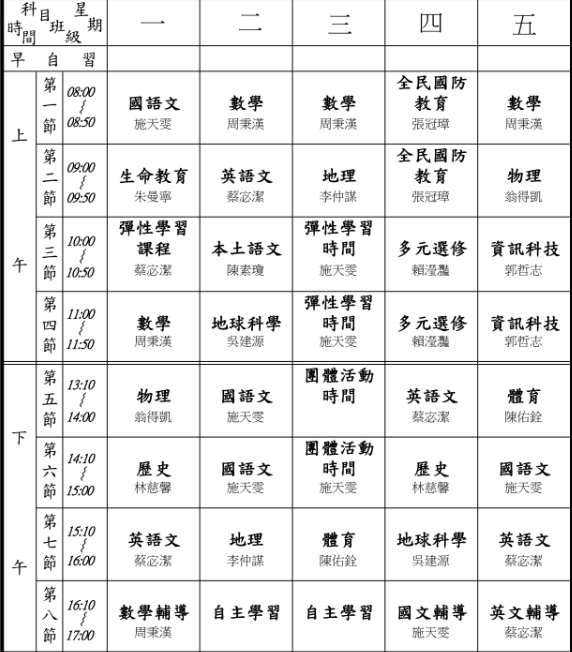 科目 星
時 班 期
間 級
一 二 三 四 五
早 自 習
上午
第一節 08:00 ~ 08:50
國語文 施天雯
數學 周秉漢
數學 周秉漢
全民國防教育 張冠璋
數學 周秉漢
第二節 09:00 ~ 09:50
生命教育 朱曼寧
英語文 蔡宓潔
地理 李仲謀
全民國防教育 張冠璋
物理 翁得凱
第三節 10:00 ~ 10:50
彈性學習課程 蔡宓潔
本土語文 陳素瓊
彈性學習時間 施天雯
多元選修 賴瀅灩
資訊科技 郭哲志
第四節 11:00 ~ 11:50
數學 周秉漢
地球科學 吳建源
彈性學習時間 施天雯
多元選修 賴瀅灩
資訊科技 郭哲志
下午
第五節 13:10 ~ 14:00
物理 翁得凱
國語文 施天雯
團體活動時間
英語文 蔡宓潔
體育 陳佑銓
第六節 14:10 ~ 15:00
歷史 林慈馨
國語文 施天雯
團體活動時間 施天雯
歷史 林慈馨
國語文 施天雯
第七節 15:10 ~ 16:00
英語文 蔡宓潔
地理 李仲謀
體育 陳佑銓
地球科學 吳建源
英語文 蔡宓潔
第八節 16:10 ~ 17:00
數學輔導 周秉漢
自主學習
自主學習
國文輔導 施天雯
英文輔導 蔡宓潔